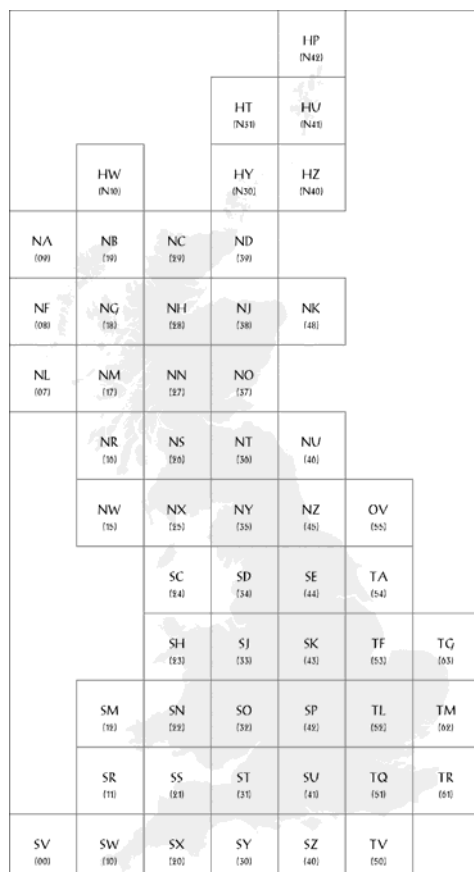 HP
(N42)
HT HU
(N31) (N41)
HW HY HZ
(N10) (N30) (N40)
NA NB NC ND
(09) (19) (29) (39)
NF NG NH NJ NK
(08) (18) (28) (38) (48)
NL NM NN NO
(07) (17) (27) (37)
NR NS NT NU
(16) (26) (36) (46)
NW NX NY NZ OV
(15) (25) (35) (45) (55)
SC SD SE TA
(24) (34) (44) (54)
SH SJ SK TF TG
(23) (33) (43) (53) (63)
SM SN SO SP TL TM
(12) (22) (32) (42) (52) (62)
SR SS ST SU TQ TR
(11) (21) (31) (41) (51) (61)
SV SW SX SY SZ TV
(00) (10) (20) (30) (40) (50)